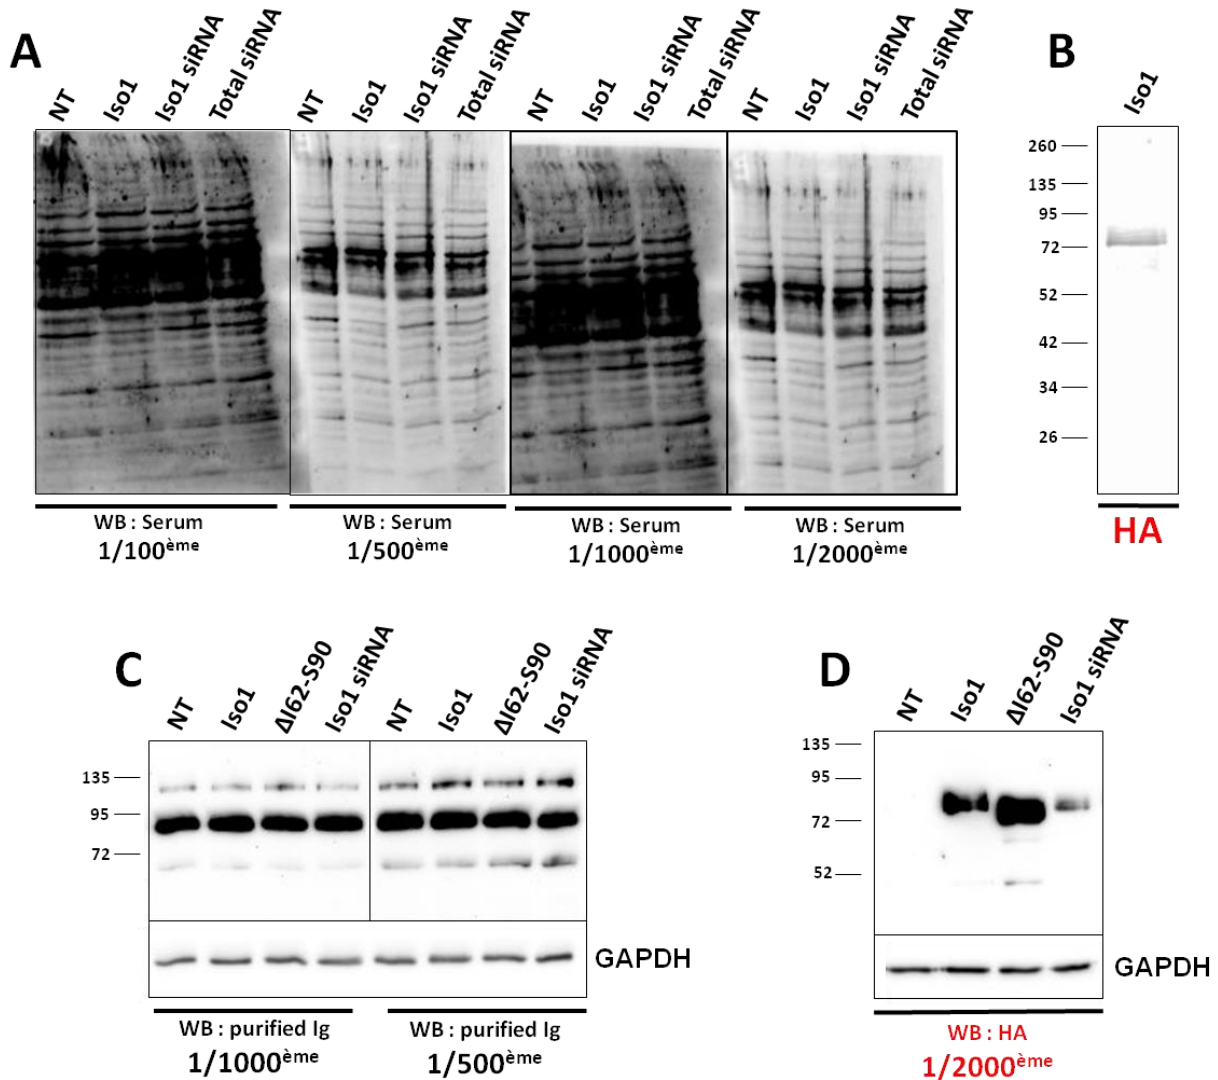 A
NT Iso1 Iso1 siRNA Total siRNA NT Iso1 Iso1 siRNA Total siRNA NT Iso1 Iso1 siRNA Total siRNA NT Iso1 Iso1 siRNA Total siRNA
WB : Serum
1/100ème
WB : Serum
1/500ème
WB : Serum
1/1000ème
WB : Serum
1/2000ème
B
Iso1
260
135
95
72
52
42
34
26
HA
C
NT Iso1 ΔI62-S90 Iso1 siRNA NT Iso1 ΔI62-S90 Iso1 siRNA
135
95
72
GAPDH
WB : purified Ig
1/1000ème
WB : purified Ig
1/500ème
D
NT Iso1 ΔI62-S90 Iso1 siRNA
135
95
72
52
GAPDH
WB : HA
1/2000ème